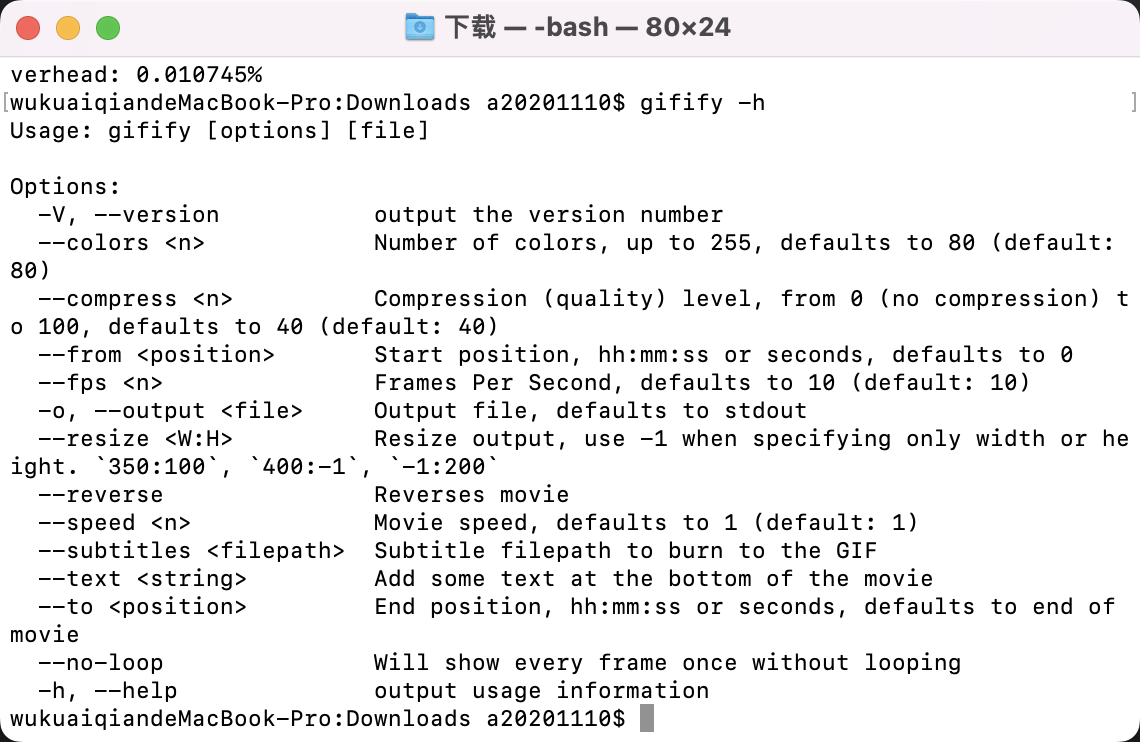 下载 — -bash — 80×24
verhead: 0.010745%
[wukuaiqiandeMacBook-Pro:Downloads a20201110$ gifify -h ]
Usage: gifify [options] [file]

Options:
  -V, --version           output the version number
  --colors <n>            Number of colors, up to 255, defaults to 80 (default:
80)
  --compress <n>          Compression (quality) level, from 0 (no compression) t
o 100, defaults to 40 (default: 40)
  --from <position>       Start position, hh:mm:ss or seconds, defaults to 0
  --fps <n>               Frames Per Second, defaults to 10 (default: 10)
  -o, --output <file>     Output file, defaults to stdout
  --resize <W:H>          Resize output, use -1 when specifying only width or he
ight. `350:100`, `400:-1`, `-1:200`
  --reverse               Reverses movie
  --speed <n>             Movie speed, defaults to 1 (default: 1)
  --subtitles <filepath>  Subtitle filepath to burn to the GIF
  --text <string>         Add some text at the bottom of the movie
  --to <position>         End position, hh:mm:ss or seconds, defaults to end of
movie
  --no-loop               Will show every frame once without looping
  -h, --help              output usage information
wukuaiqiandeMacBook-Pro:Downloads a20201110$